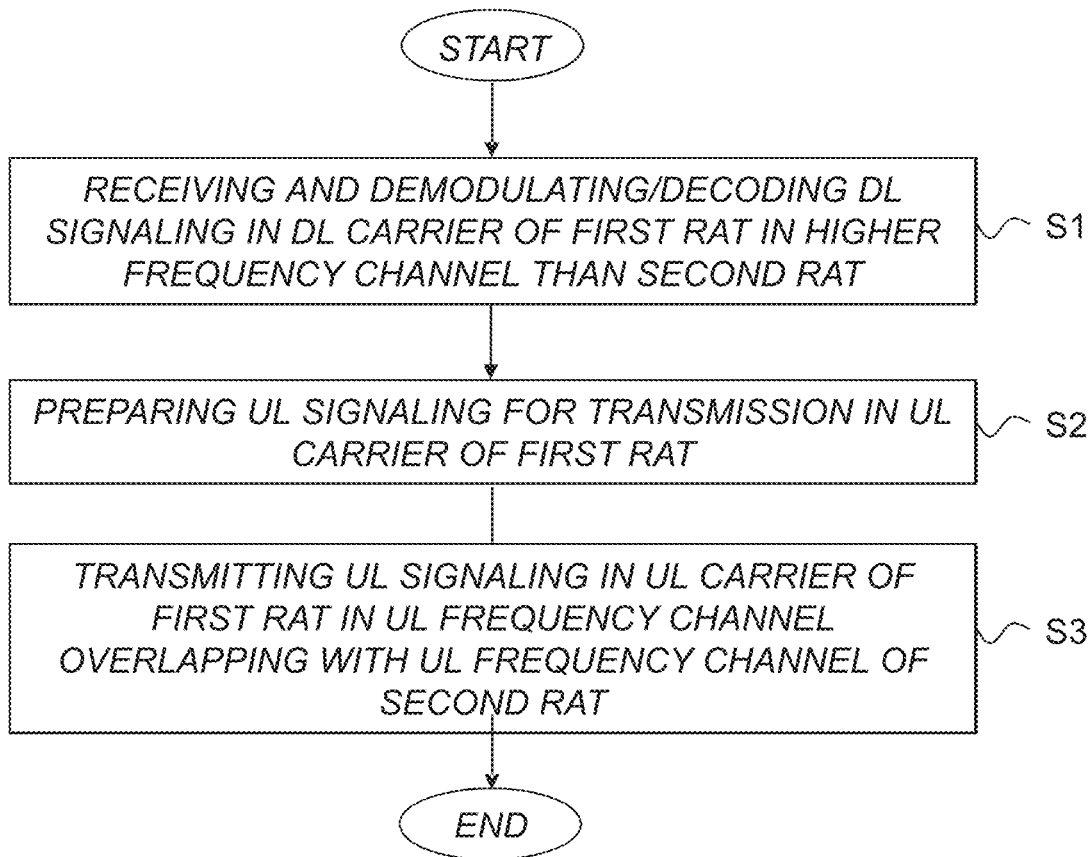 START
RECEIVING AND DEMODULATING/DECODING DL
SIGNALING IN DL CARRIER OF FIRST RAT IN HIGHER
FREQUENCY CHANNEL THAN SECOND RAT
S1
PREPARING UL SIGNALING FOR TRANSMISSION IN UL
CARRIER OF FIRST RAT
S2
TRANSMITTING UL SIGNALING IN UL CARRIER OF
FIRST RAT IN UL FREQUENCY CHANNEL
OVERLAPPING WITH UL FREQUENCY CHANNEL OF
SECOND RAT
S3
END